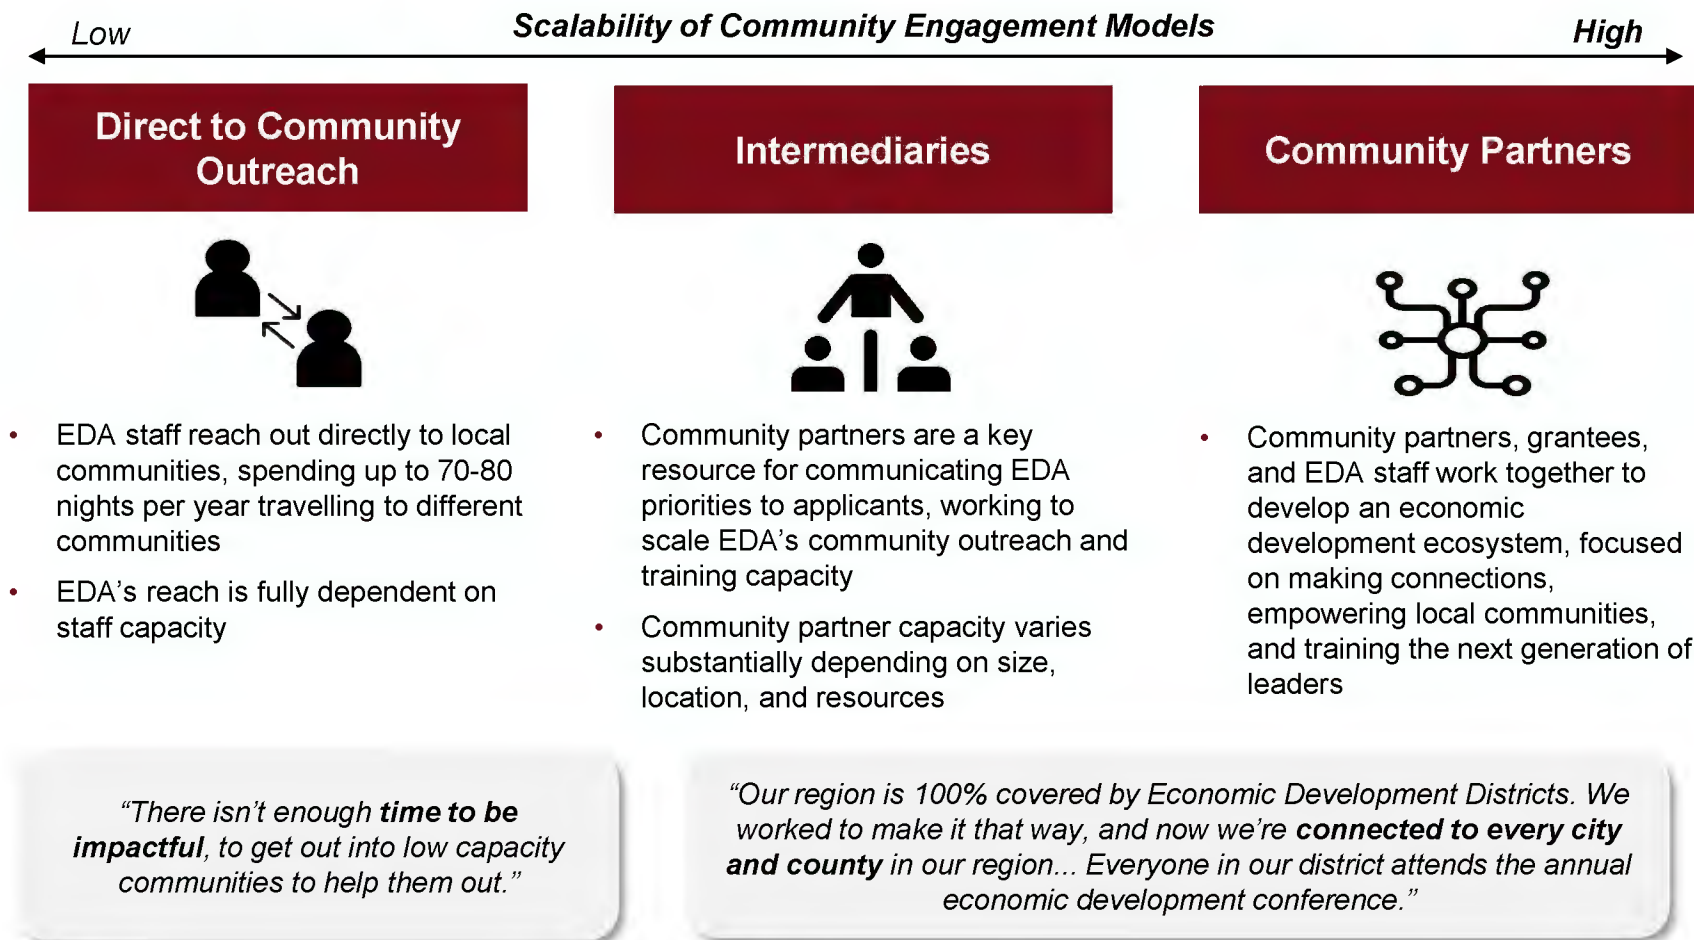 Low
Scalability of Community Engagement Models
High
Direct to Community
Outreach
Intermediaries
Community Partners
• EDA staff reach out directly to local
communities, spending up to 70-80
nights per year travelling to different
communities
• EDA's reach is fully dependent on
staff capacity
• Community partners are a key
resource for communicating EDA
priorities to applicants, working to
scale EDA's community outreach and
training capacity
• Community partner capacity varies
substantially depending on size,
location, and resources
• Community partners, grantees,
and EDA staff work together to
develop an economic
development ecosystem, focused
on making connections,
empowering local communities,
and training the next generation of
leaders
“There isn’t enough time to be
impactful, to get out into low capacity
communities to help them out.”
“Our region is 100% covered by Economic Development Districts. We
worked to make it that way, and now we’re connected to every city
and county in our region... Everyone in our district attends the annual
economic development conference.”